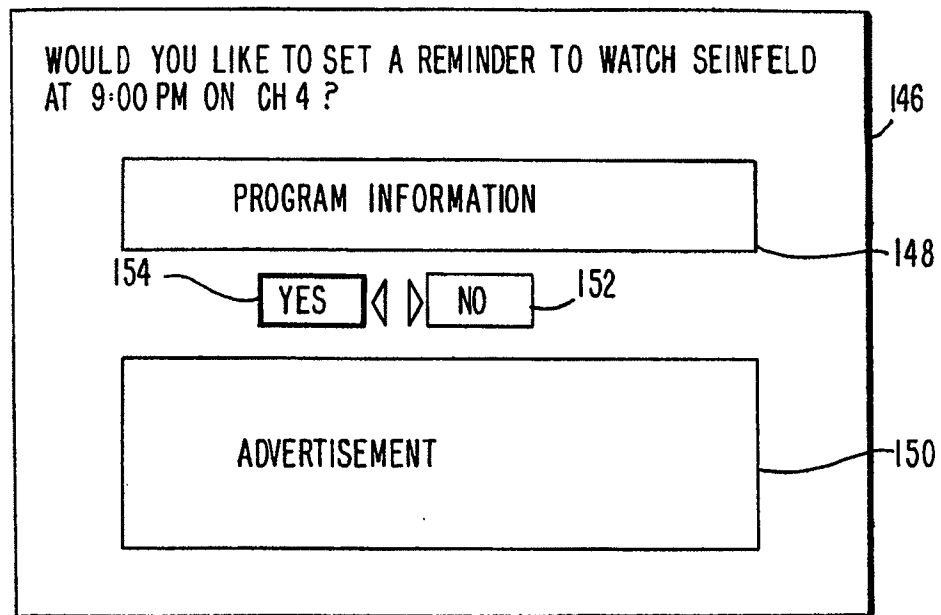 WOULD YOU LIKE TO SET A REMINDER TO WATCH SEINFELD
AT 9:00 PM ON CH 4 ?
146
PROGRAM INFORMATION
148
154
YES
NO
152
ADVERTISEMENT
150